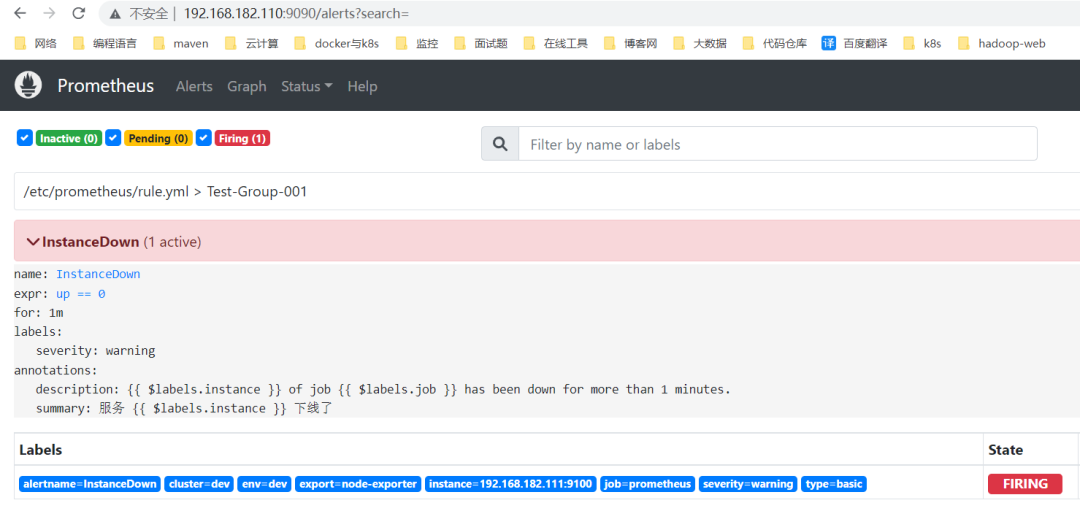 不安全 | 192.168.182.110:9090/alerts?search=
网络 编程语言 maven 云计算 docker与k8s 监控 面试题 在线工具 博客网 大数据 代码仓库 译 百度翻译 k8s hadoop-web
Prometheus Alerts Graph Status Help
Inactive (0) Pending (0) Firing (1) Filter by name or labels
/etc/prometheus/rule.yml > Test-Group-001
InstanceDown (1 active)
name: InstanceDown
expr: up == 0
for: 1m
labels:
severity: warning
annotations:
description: {{ $labels.instance }} of job {{ $labels.job }} has been down for more than 1 minutes.
summary: 服务 {{ $labels.instance }} 下线了
Labels State
alertname=InstanceDown cluster=dev env=dev export=node-exporter instance=192.168.182.111:9100 job=prometheus severity=warning type=basic FIRING